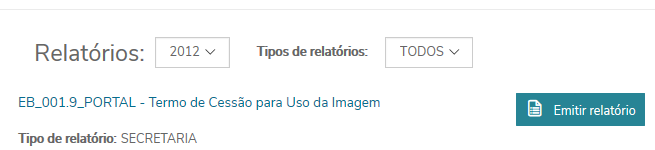 Relatórios: 2012 Tipos de relatórios: TODOS
EB_001.9_PORTAL - Termo de Cessão para Uso da Imagem Emitir relatório
Tipo de relatório: SECRETARIA